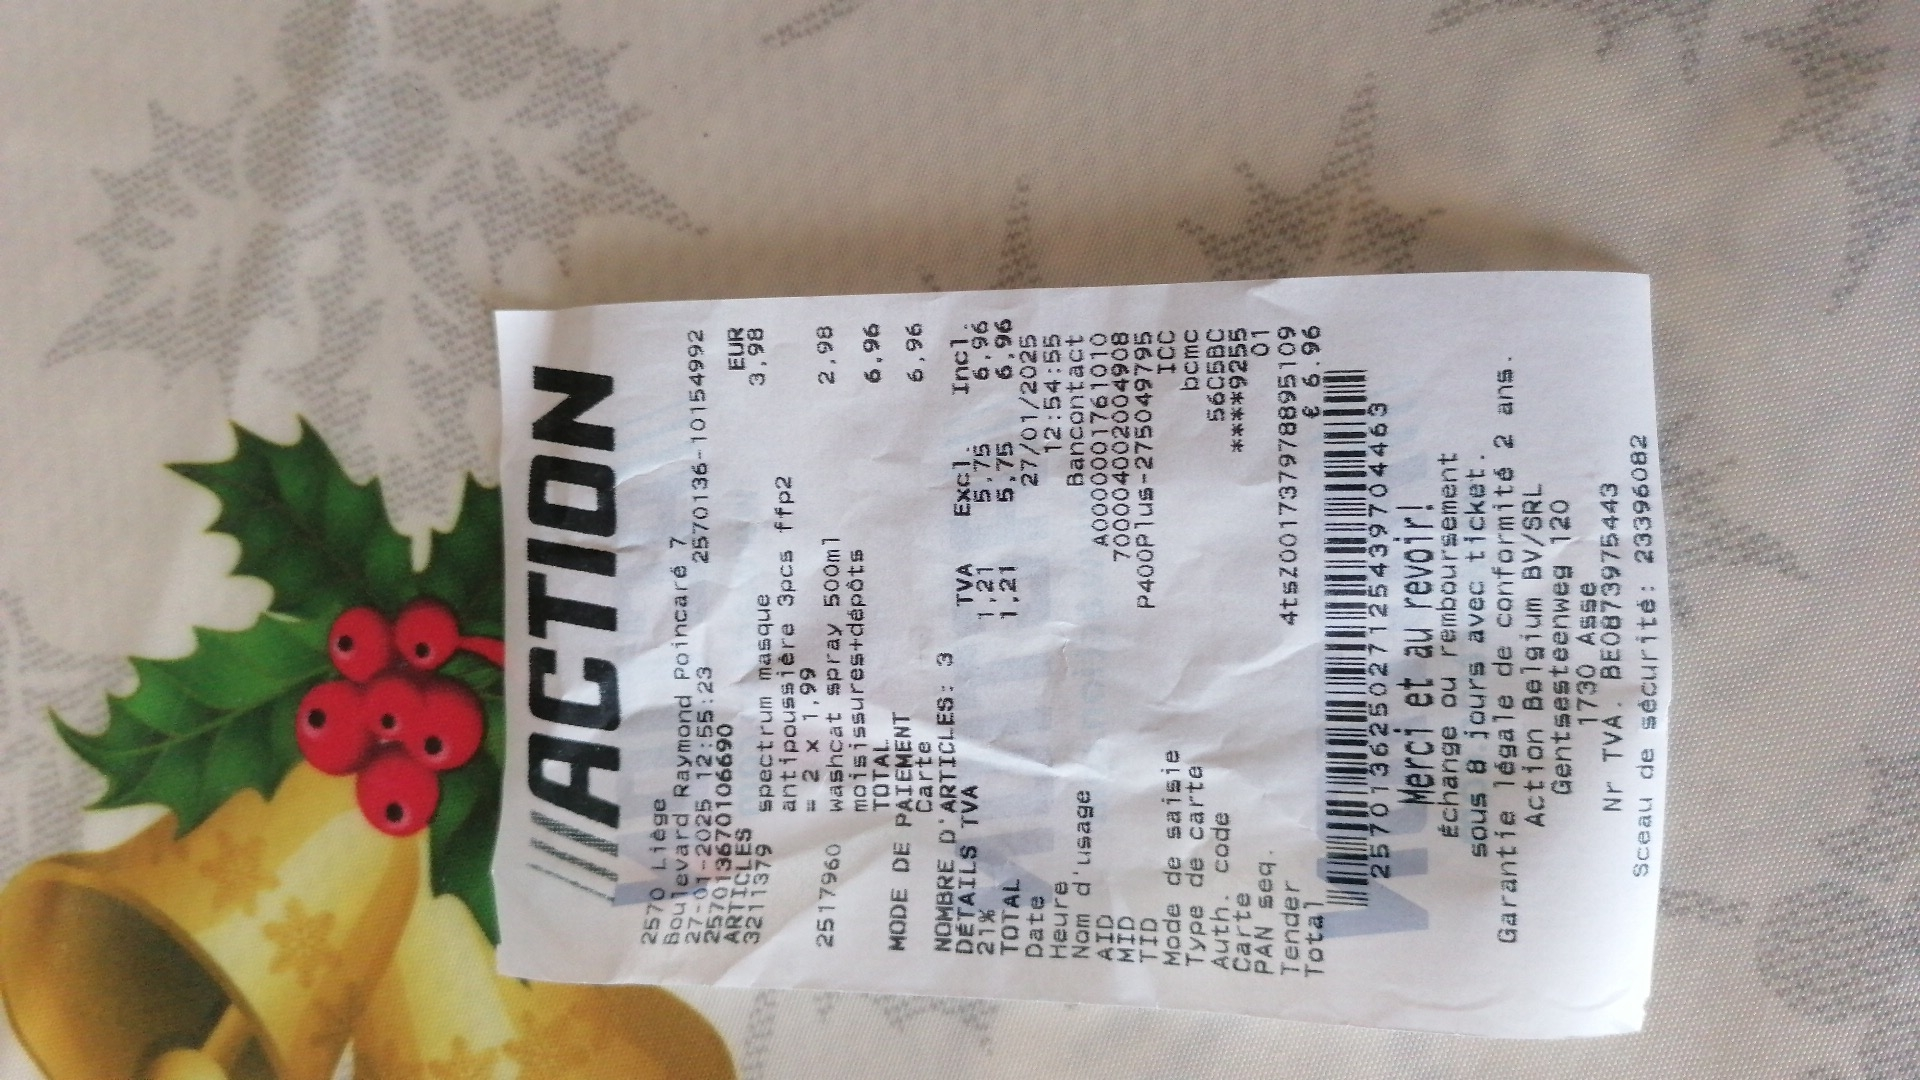 ACTION
2570 Liège
Boulevard Raymond Poincaré 7
27-01-2025 12:55:23 2570136-10154992
25701367010106690
ARTICLES EUR
3211379 spectrum masque 3,98
antipoussière 3pcs ffp2
= 2 x 1,99
2517960 washcat spray 500ml 2,98
moisissures+dépôts
TOTAL 6,96
MODE DE PAIEMENT
Carte 6,96
NOMBRE D'ARTICLES: 3
DÉTAILS TVA TVA Excl. Incl.
21% 1,21 5,75 6,96
TOTAL 1,21 5,75 6,96
Date 27/01/2025
Heure 12:54:55
Nom d'usage Bancontact
AID A0000001761010
MID 700004002004908
TID P400Plus-275049795
Mode de saisie ICC
Type de carte bcmc
Auth. code 56C5BC
Carte ****9255
PAN seq. 01
Tender 4tsZ001737978895109
Total € 6.96
2570136250271254397044 63
Merci et au revoir!
Échange ou remboursement
sous 8 jours avec ticket.
Garantie légale de conformité 2 ans.
Action Belgium BV/SRL
Gentsesteenweg 120
1730 Asse
Nr TVA. BE0873975443
Sceau de sécurité: 23396082